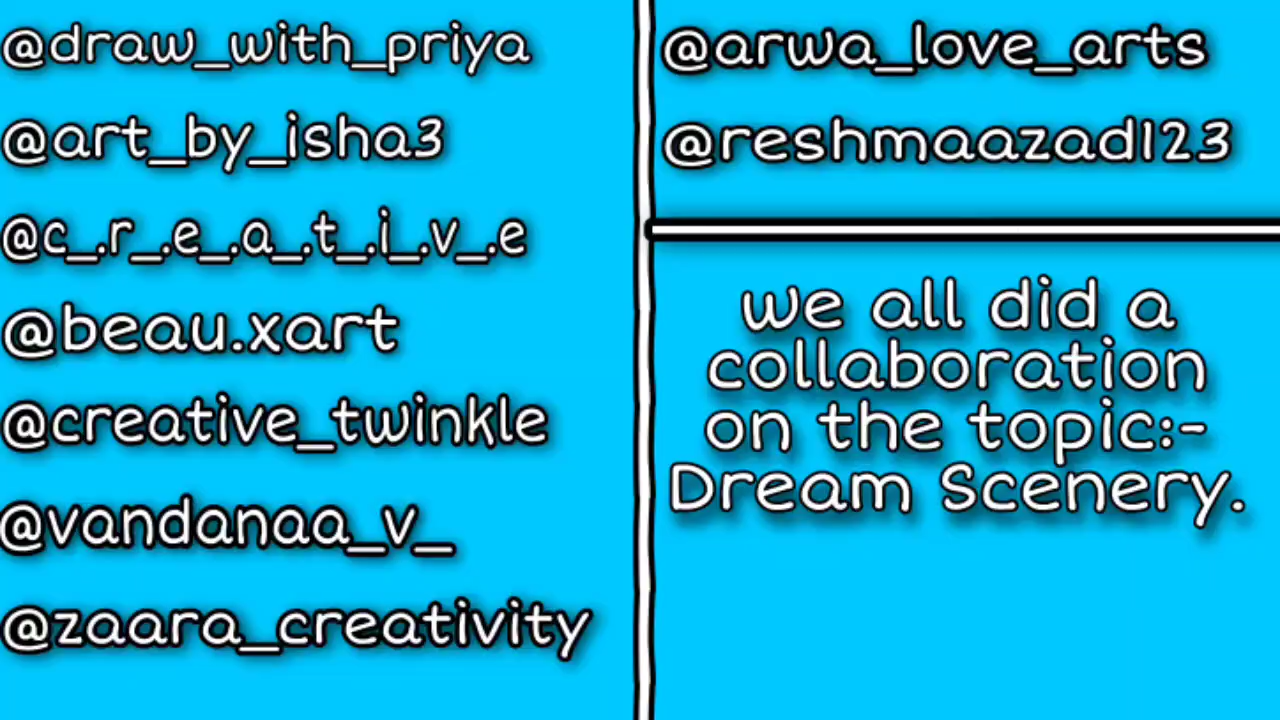 @draw_with_priya
@art_by_isha3
@c_.r_.e_.a_.t_.i_.v_.e
@beau.xart
@creative_twinkle
@vandanaa_v_
@zaara_creativity
@arwa_love_arts
@reshmaazad123
we all did a
collaboration
on the topic:-
Dream Scenery.